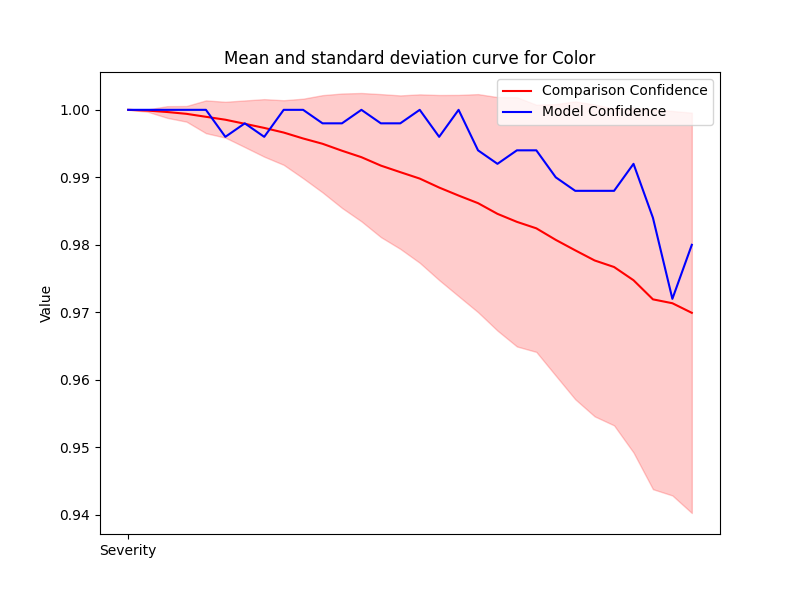 Mean and standard deviation curve for Color
Comparison Confidence
Model Confidence
1.00
0.99
0.98
0.97
0.96
0.95
0.94
Value
Severity